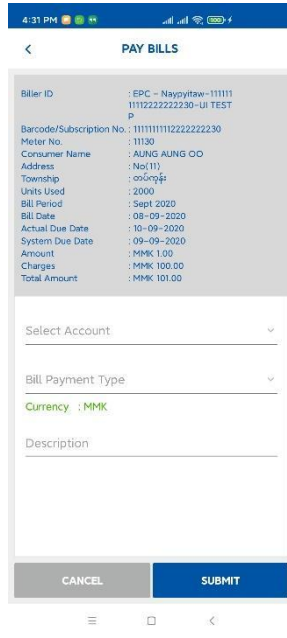 4:31 PM
PAY BILLS
Biller ID : EPC - Naypyitaw-111111
11112222222230-UI TEST
P
Barcode/Subscription No. : 11111111112222222230
Meter No. : 11130
Consumer Name : AUNG AUNG OO
Address : No(11)
Township : တပ်ကုန်း
Units Used : 2000
Bill Period : Sept 2020
Bill Date : 08-09-2020
Actual Due Date : 10-09-2020
System Due Date : 09-09-2020
Amount : MMK 1.00
Charges : MMK 100.00
Total Amount : MMK 101.00
Select Account
Bill Payment Type
Currency : MMK
Description
CANCEL SUBMIT